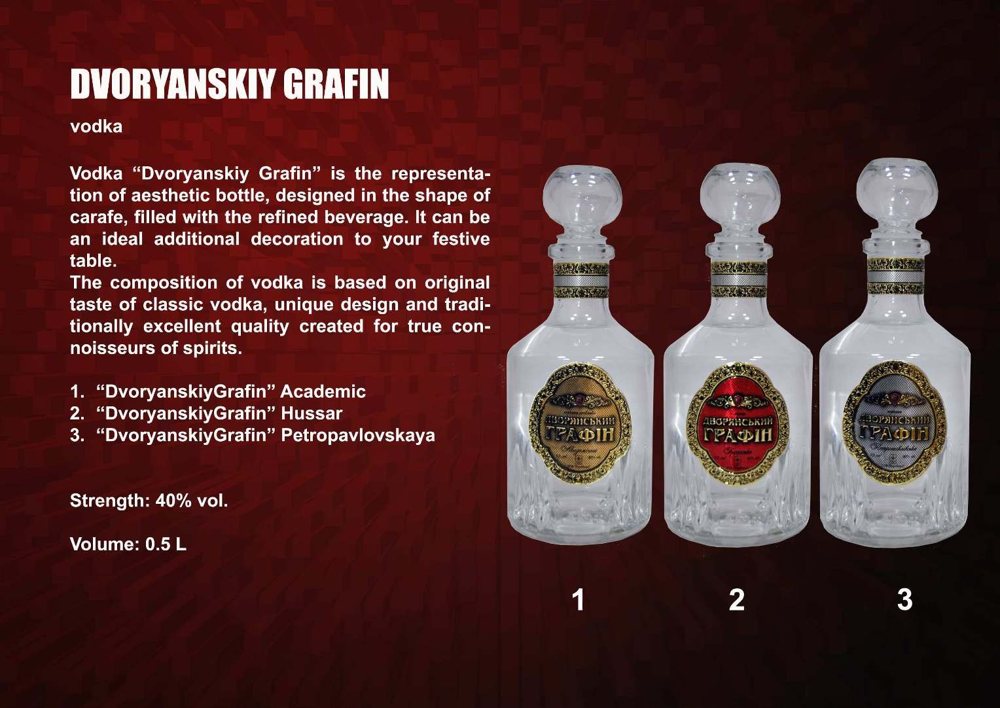 DVORYANSKIY GRAFIN
vodka
Vodka “Dvoryanskiy Grafin” is the representa-
tion of aesthetic bottle, designed in the shape of
carafe, filled with the refined beverage. It can be
an ideal additional decoration to your festive
table.
The composition of vodka is based on original
taste of classic vodka, unique design and tradi-
tionally excellent quality created for true con-
noisseurs of spirits.
1. “DvoryanskiyGrafin” Academic
2. “DvoryanskiyGrafin” Hussar
3. “DvoryanskiyGrafin” Petropavlovskaya
Strength: 40% vol.
Volume: 0.5 L
ДВОРЯНСЬКИЙ
ГРАФІН
ДВОРЯНСЬКИЙ
ГРАФІН
ДВОРЯНСЬКИЙ
ГРАФІН
1
2
3